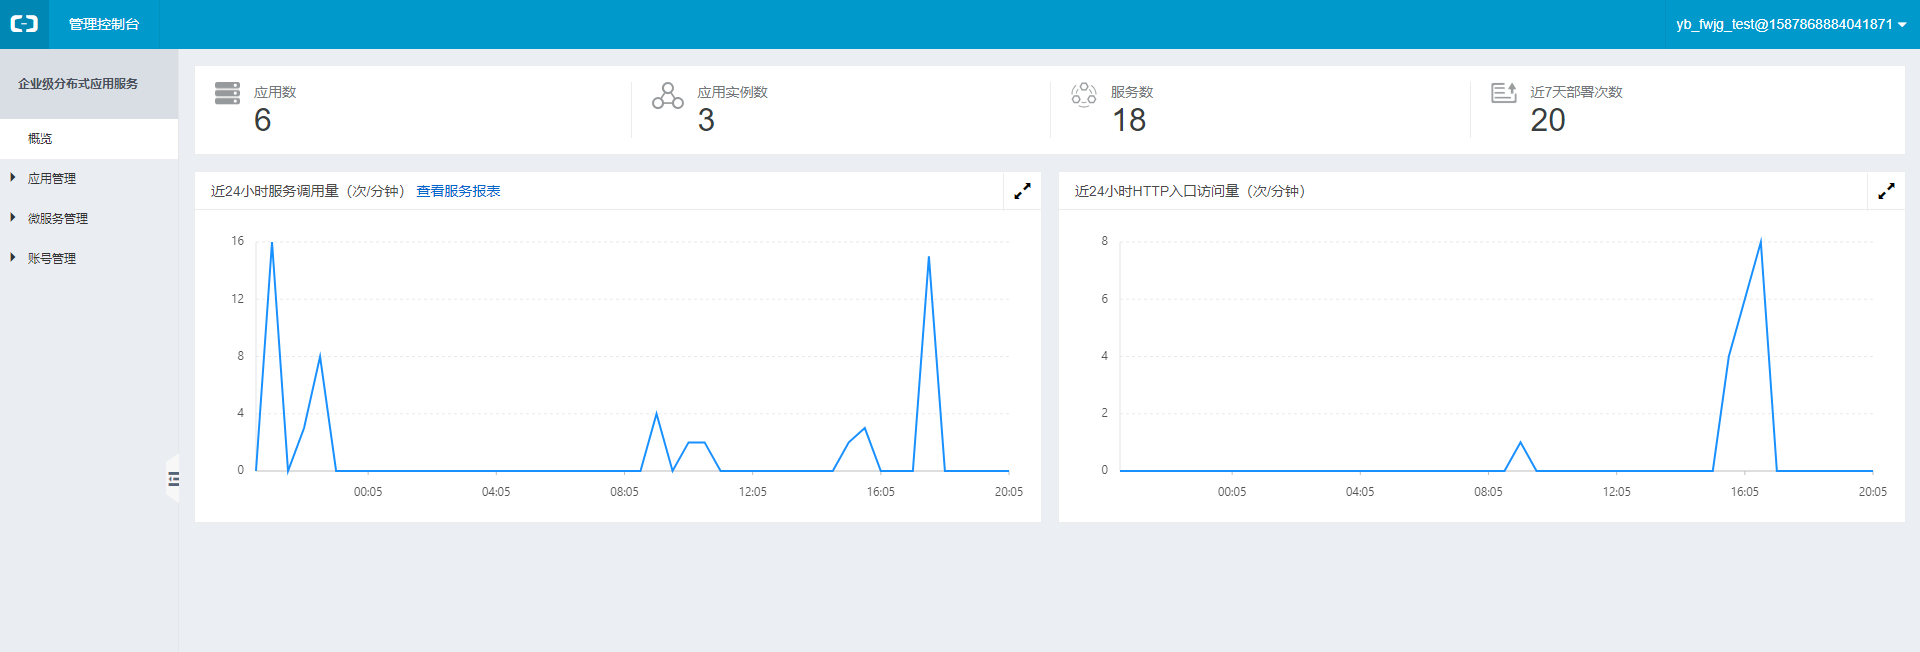 管理控制台
yb_fwjg_test@1587868884041871
企业级分布式应用服务
概览
应用管理
微服务管理
账号管理
应用数
6
应用实例数
3
服务数
18
近7天部署次数
20
近24小时服务调用量（次/分钟） 查看服务报表
16
12
8
4
0
00:05 04:05 08:05 12:05 16:05 20:05
近24小时HTTP入口访问量（次/分钟）
8
6
4
2
0
00:05 04:05 08:05 12:05 16:05 20:05